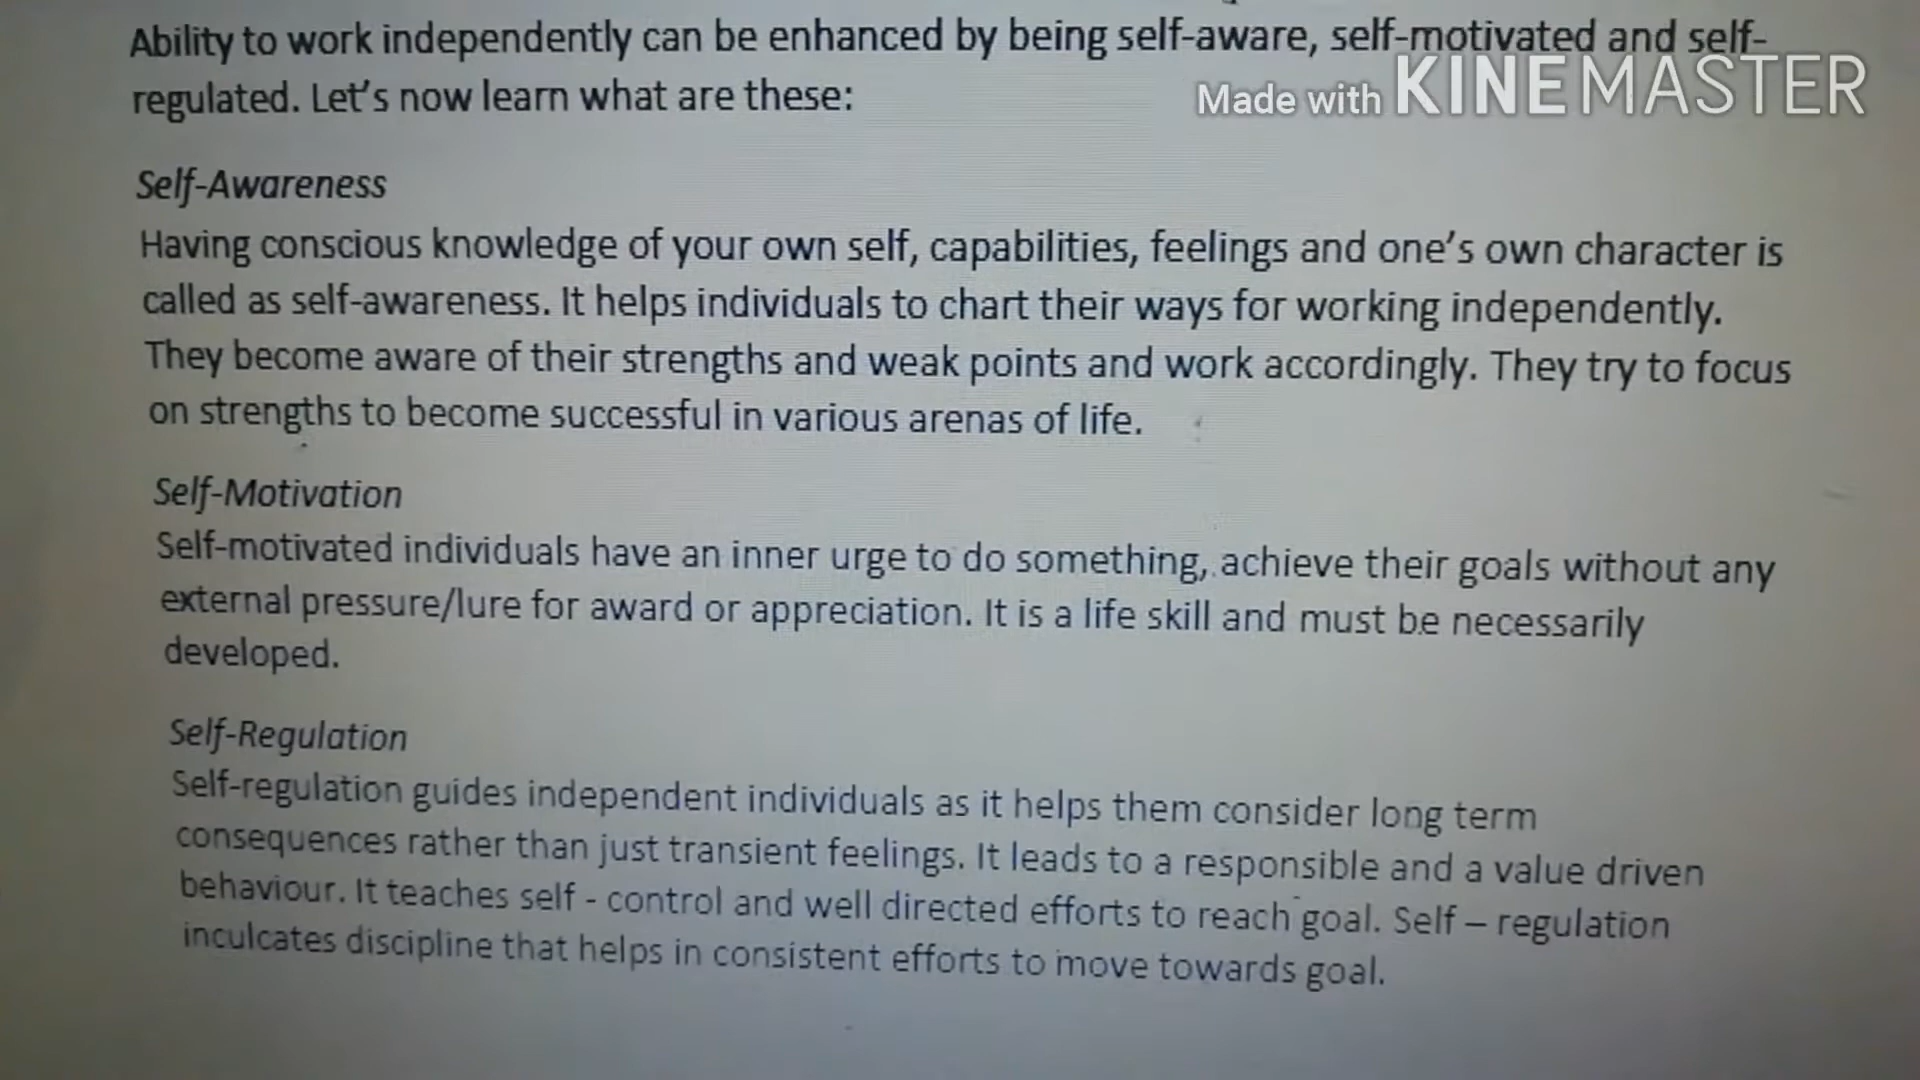 Ability to work independently can be enhanced by being self-aware, self-motivated and self-
regulated. Let's now learn what are these:
Made with KINEMASTER
Self-Awareness
Having conscious knowledge of your own self, capabilities, feelings and one's own character is
called as self-awareness. It helps individuals to chart their ways for working independently.
They become aware of their strengths and weak points and work accordingly. They try to focus
on strengths to become successful in various arenas of life.
Self-Motivation
Self-motivated individuals have an inner urge to do something, achieve their goals without any
external pressure/lure for award or appreciation. It is a life skill and must be necessarily
developed.
Self-Regulation
Self-regulation guides independent individuals as it helps them consider long term
consequences rather than just transient feelings. It leads to a responsible and a value driven
behaviour. It teaches self - control and well directed efforts to reach goal. Self – regulation
inculcates discipline that helps in consistent efforts to move towards goal.